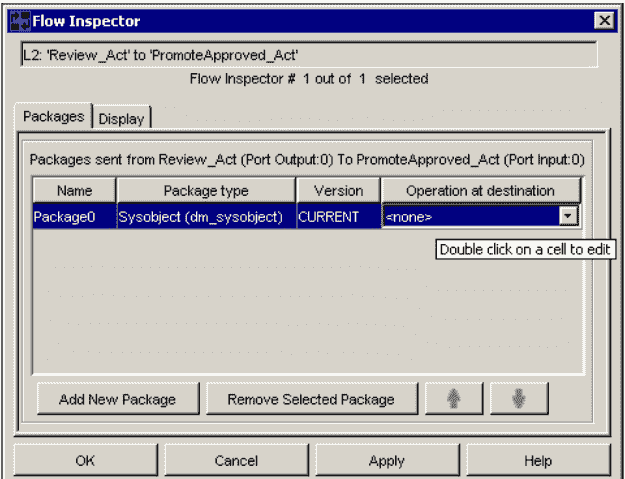 Flow Inspector
L2: 'Review_Act' to 'PromoteApproved_Act'
Flow Inspector # 1 out of 1 selected
Packages Display
Packages sent from Review_Act (Port Output:0) To PromoteApproved_Act (Port Input:0)
Name Package type Version Operation at destination
Package0 Sysobject (dm_sysobject) CURRENT <none>
Double click on a cell to edit
Add New Package Remove Selected Package
OK Cancel Apply Help